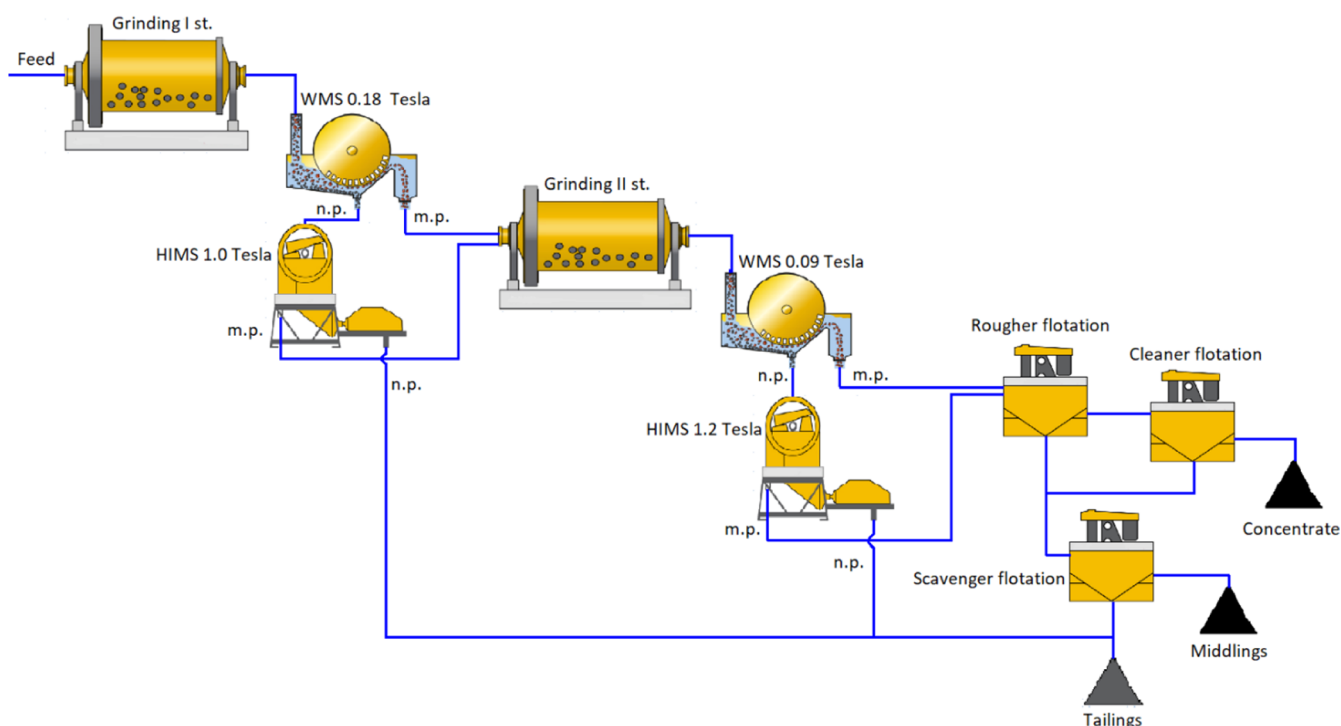 Grinding I st.
Feed
WMS 0.18 Tesla
n.p.
m.p.
HIMS 1.0 Tesla
m.p.
n.p.
Grinding II st.
WMS 0.09 Tesla
n.p.
m.p.
HIMS 1.2 Tesla
m.p.
n.p.
Rougher flotation
Cleaner flotation
Concentrate
Scavenger flotation
Middlings
Tailings